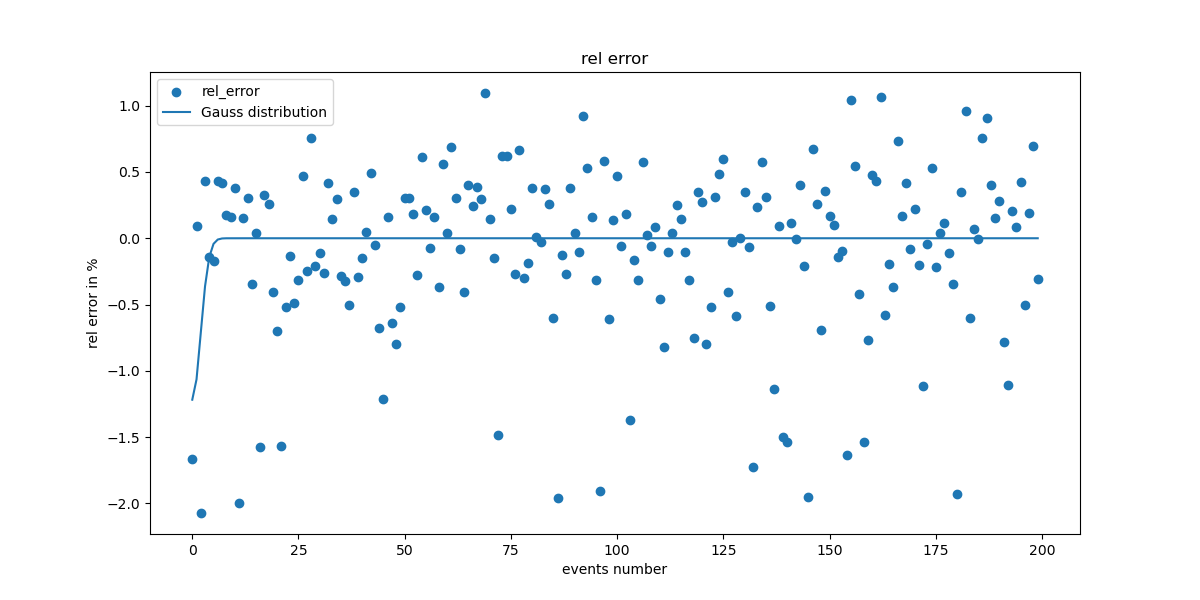 rel error
rel_error
Gauss distribution
rel error in %
1.0
0.5
0.0
−0.5
−1.0
−1.5
−2.0
0 25 50 75 100 125 150 175 200
events number